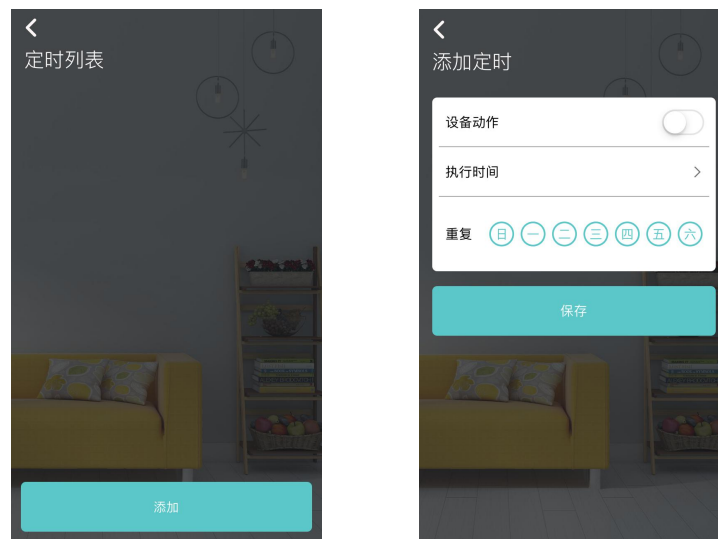 定时列表
添加
添加定时
设备动作
执行时间
重复 日 一 二 三 四 五 六
保存